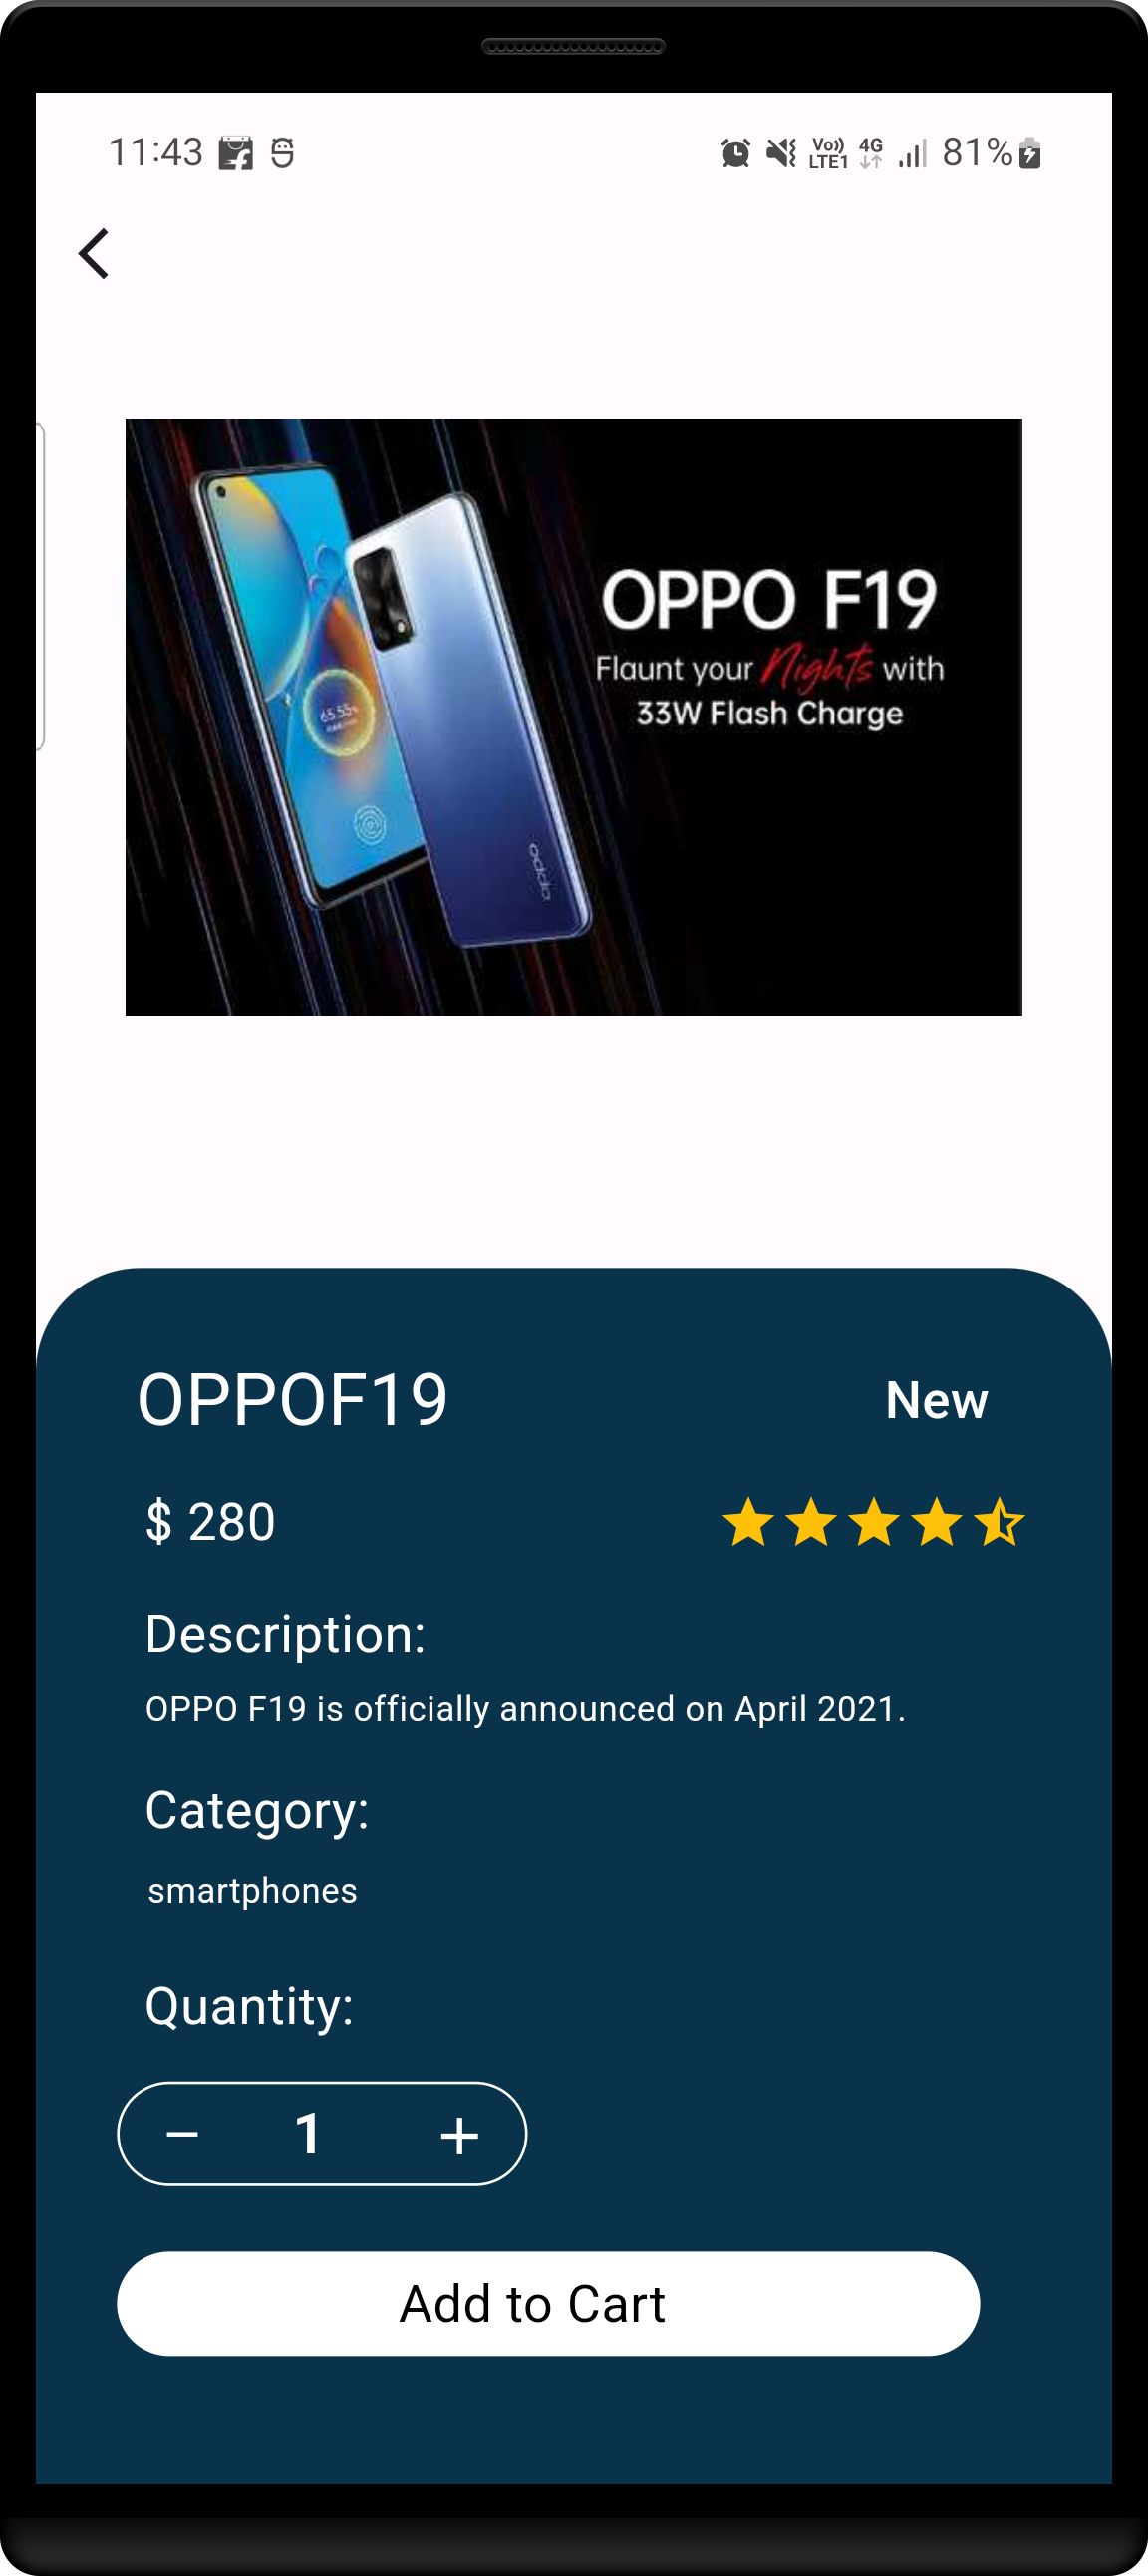 11:43
Vo)) LTE1 4G 81%
OPPO F19
Flaunt your Nights with
33W Flash Charge
65.55%
oppo
OPPOF19
New
$ 280
Description:
OPPO F19 is officially announced on April 2021.
Category:
smartphones
Quantity:
1
Add to Cart